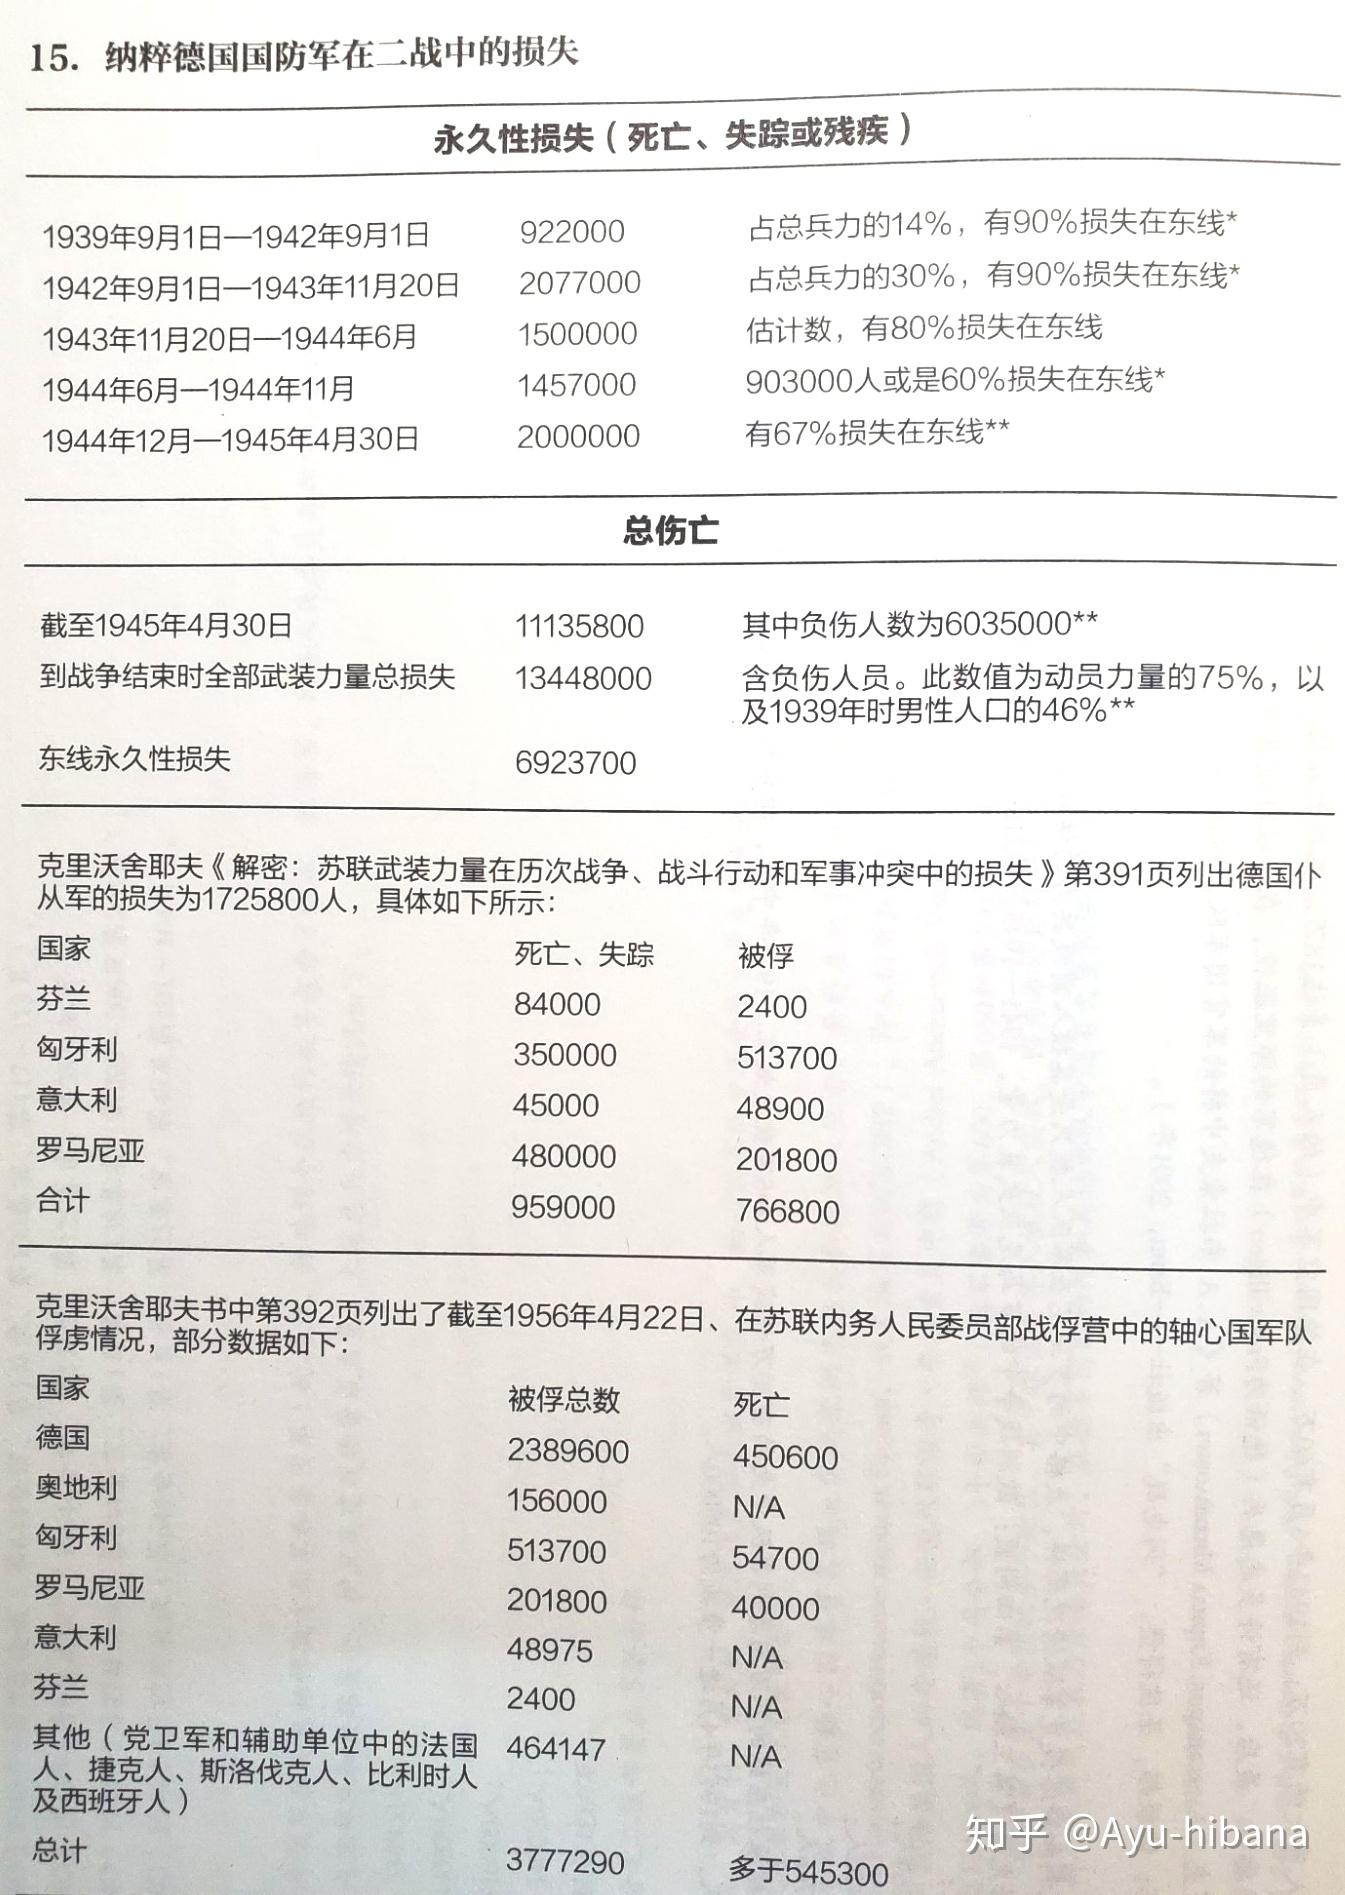 15. 纳粹德国国防军在二战中的损失
永久性损失（死亡、失踪或残疾）
1939年9月1日—1942年9月1日 922000 占总兵力的14%，有90%损失在东线*
1942年9月1日—1943年11月20日 2077000 占总兵力的30%，有90%损失在东线*
1943年11月20日—1944年6月 1500000 估计数，有80%损失在东线
1944年6月—1944年11月 1457000 903000人或是60%损失在东线*
1944年12月—1945年4月30日 2000000 有67%损失在东线**
总伤亡
截至1945年4月30日 11135800 其中负伤人数为6035000**
到战争结束时全部武装力量总损失 13448000 含负伤人员。此数值为动员力量的75%，以
及1939年时男性人口的46%**
东线永久性损失 6923700
克里沃舍耶夫《解密：苏联武装力量在历次战争、战斗行动和军事冲突中的损失》第391页列出德国仆
从军的损失为1725800人，具体如下所示：
国家 死亡、失踪 被俘
芬兰 84000 2400
匈牙利 350000 513700
意大利 45000 48900
罗马尼亚 480000 201800
合计 959000 766800
克里沃舍耶夫书中第392页列出了截至1956年4月22日、在苏联内务人民委员部战俘营中的轴心国军队
俘虏情况，部分数据如下：
国家 被俘总数 死亡
德国 2389600 450600
奥地利 156000 N/A
匈牙利 513700 54700
罗马尼亚 201800 40000
意大利 48975 N/A
芬兰 2400 N/A
其他（党卫军和辅助单位中的法国 464147 N/A
人、捷克人、斯洛伐克人、比利时人
及西班牙人）
总计 3777290 多于545300
知乎 @Ayu-hibana